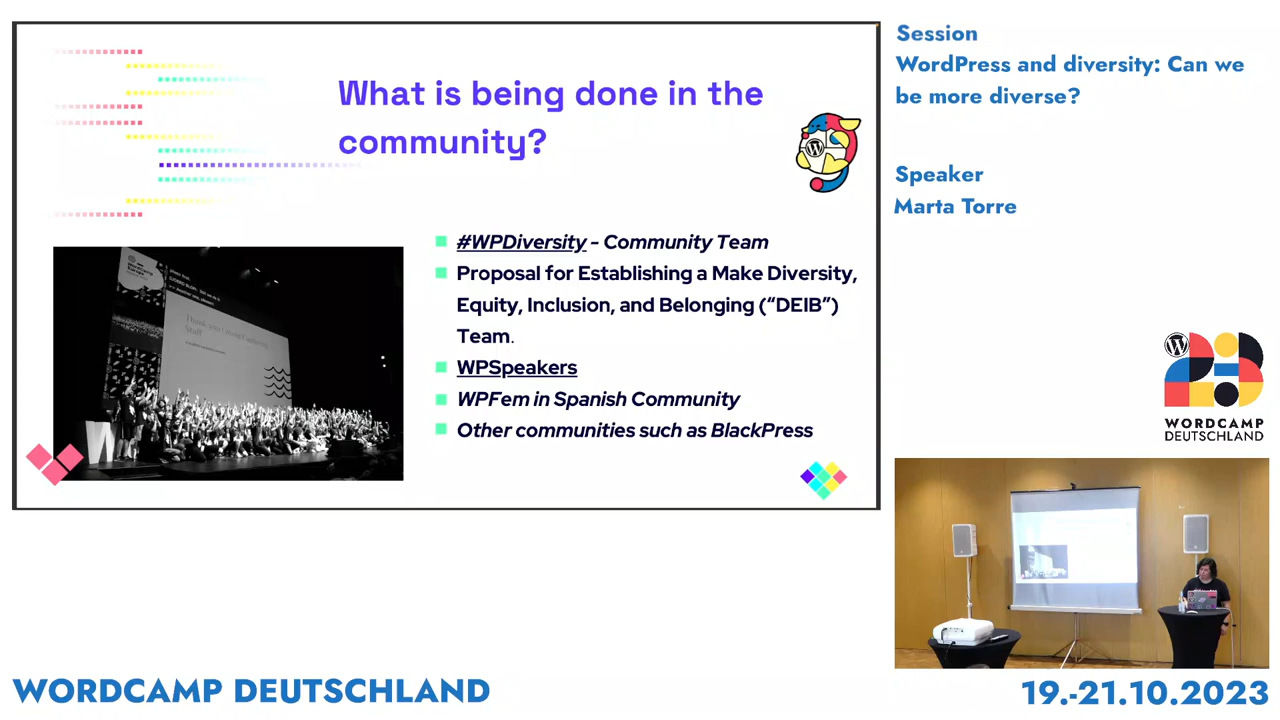 What is being done in the
community?
#WPDiversity - Community Team
Proposal for Establishing a Make Diversity,
Equity, Inclusion, and Belonging (“DEIB”)
Team.
WPSpeakers
WPFem in Spanish Community
Other communities such as BlackPress
Session
WordPress and diversity: Can we
be more diverse?
Speaker
Marta Torre
WORDCAMP
DEUTSCHLAND
WORDCAMP DEUTSCHLAND
19.-21.10.2023